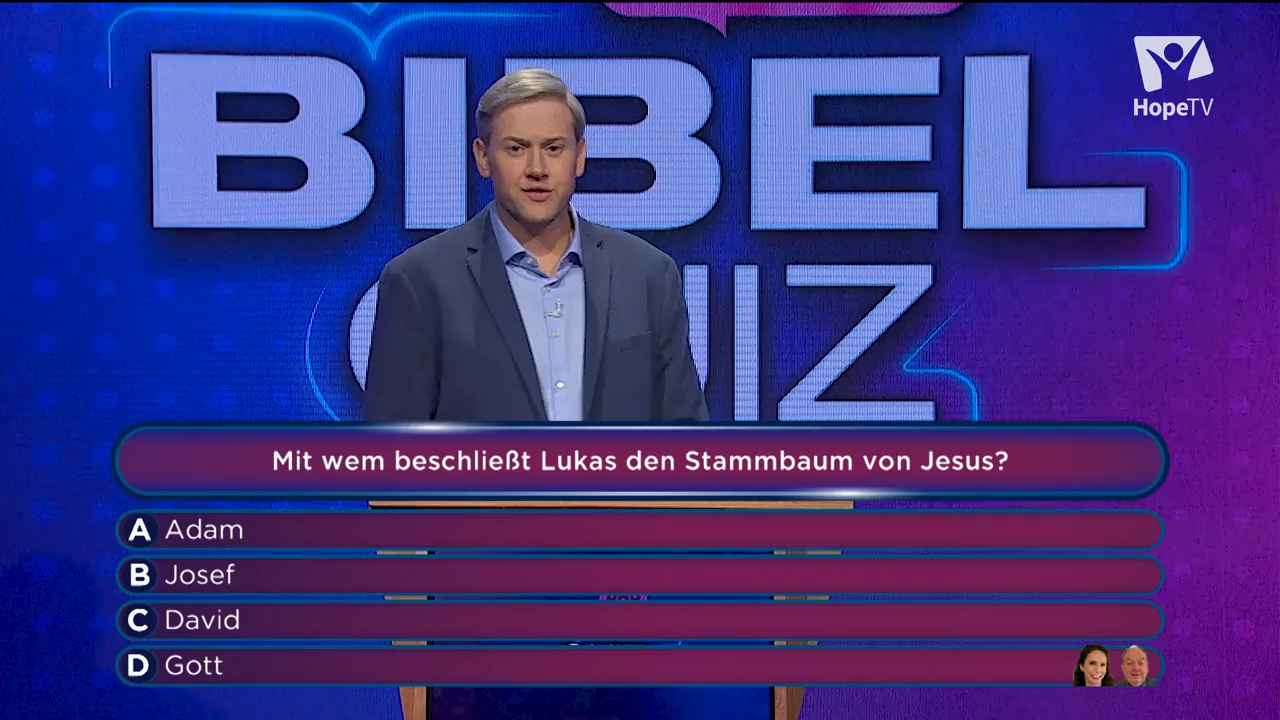 BIBEL
HopeTV
QUIZ
Mit wem beschließt Lukas den Stammbaum von Jesus?
A Adam
B Josef
C David
D Gott